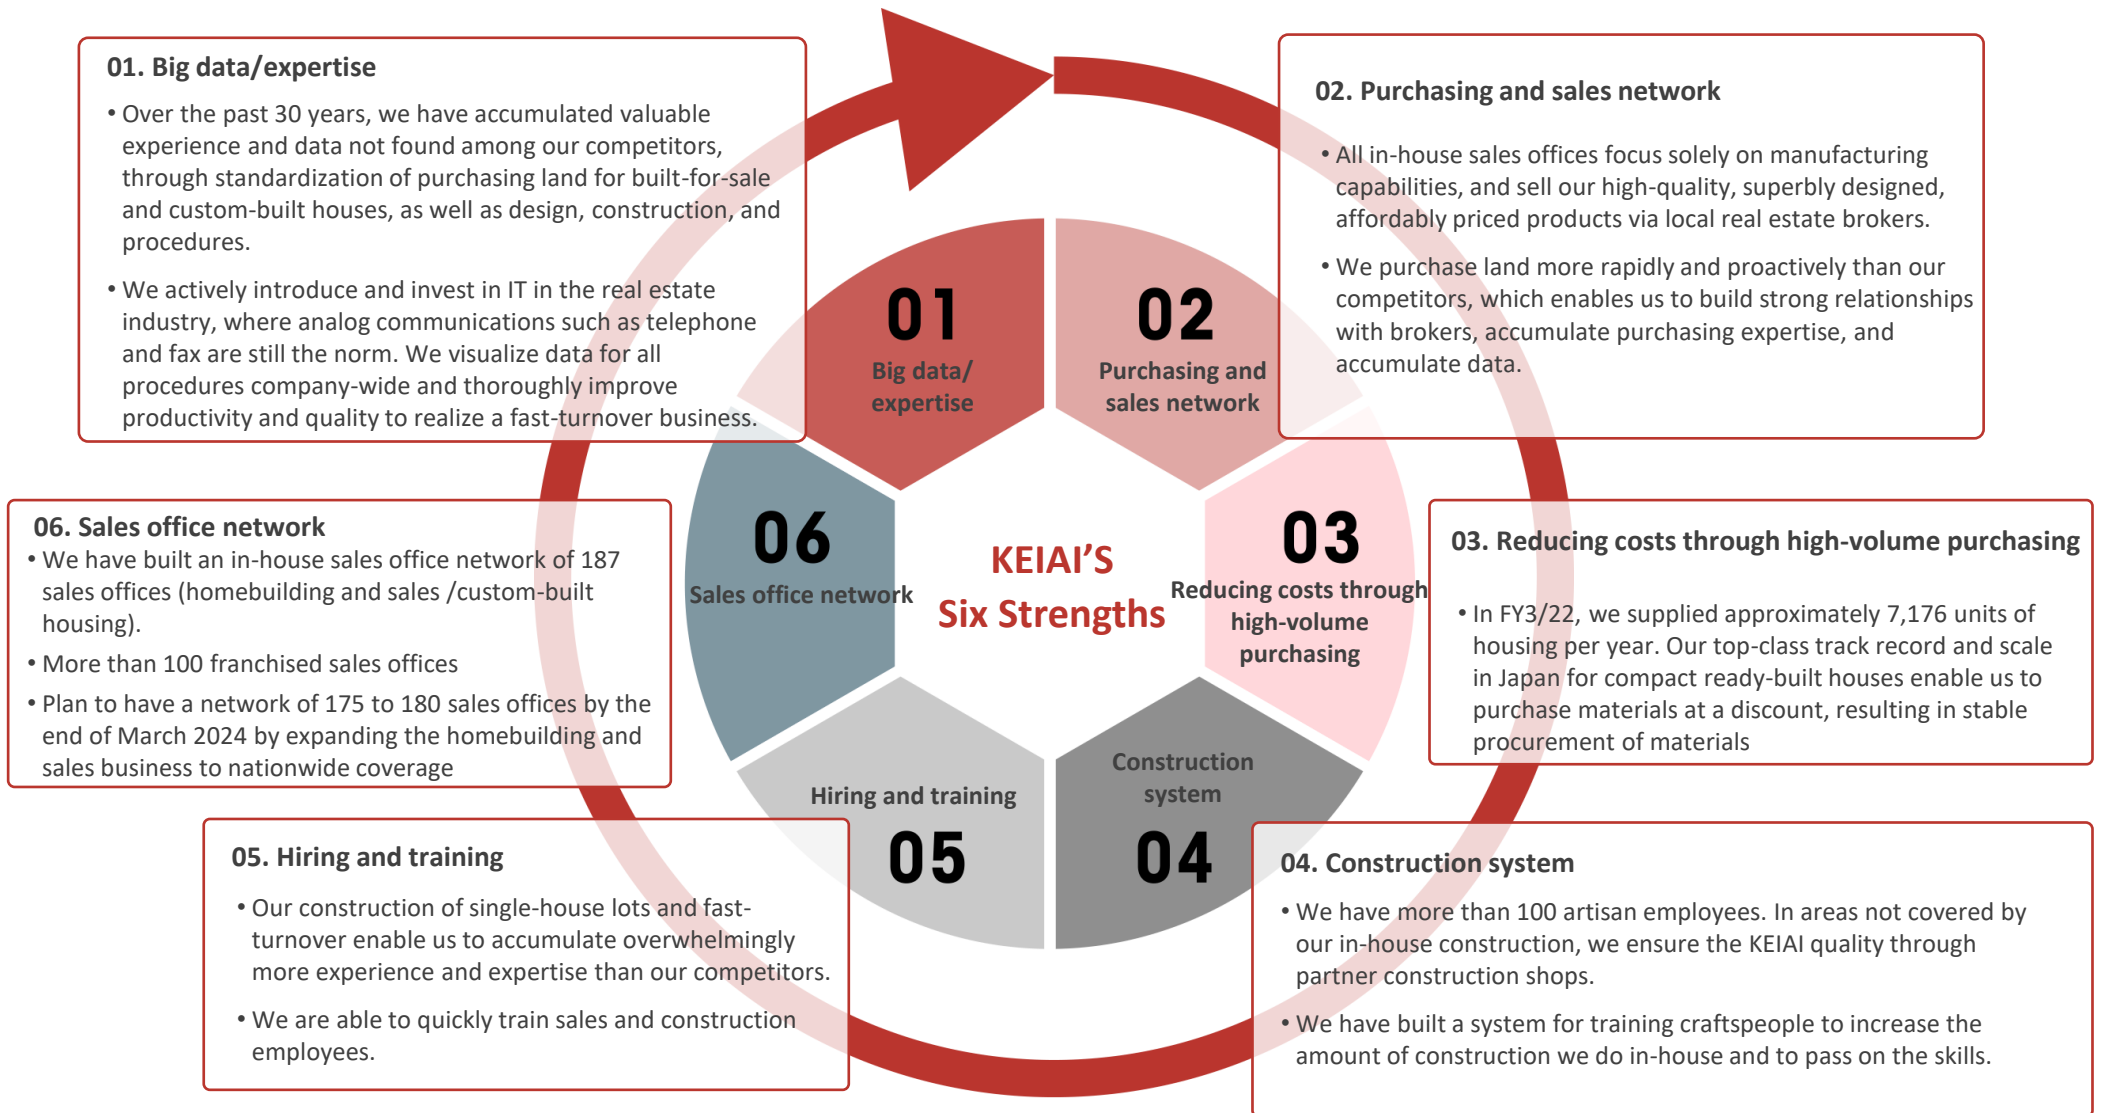 01. Big data/expertise
• Over the past 30 years, we have accumulated valuable
experience and data not found among our competitors,
through standardization of purchasing land for built-for-sale
and custom-built houses, as well as design, construction, and
procedures.
• We actively introduce and invest in IT in the real estate
industry, where analog communications such as telephone
and fax are still the norm. We visualize data for all
procedures company-wide and thoroughly improve
productivity and quality to realize a fast-turnover business.
02. Purchasing and sales network
• All in-house sales offices focus solely on manufacturing
capabilities, and sell our high-quality, superbly designed,
affordably priced products via local real estate brokers.
• We purchase land more rapidly and proactively than our
competitors, which enables us to build strong relationships
with brokers, accumulate purchasing expertise, and
accumulate data.
01
Big data/
expertise
02
Purchasing and
sales network
06. Sales office network
• We have built an in-house sales office network of 187
sales offices (homebuilding and sales /custom-built
housing).
• More than 100 franchised sales offices
• Plan to have a network of 175 to 180 sales offices by the
end of March 2024 by expanding the homebuilding and
sales business to nationwide coverage
06
Sales office network
KEIAI’S
Six Strengths
03
Reducing costs through
high-volume
purchasing
03. Reducing costs through high-volume purchasing
• In FY3/22, we supplied approximately 7,176 units of
housing per year. Our top-class track record and scale
in Japan for compact ready-built houses enable us to
purchase materials at a discount, resulting in stable
procurement of materials
Hiring and training
05
Construction
system
04
05. Hiring and training
• Our construction of single-house lots and fast-
turnover enable us to accumulate overwhelmingly
more experience and expertise than our competitors.
• We are able to quickly train sales and construction
employees.
04. Construction system
• We have more than 100 artisan employees. In areas not covered by
our in-house construction, we ensure the KEIAI quality through
partner construction shops.
• We have built a system for training craftspeople to increase the
amount of construction we do in-house and to pass on the skills.